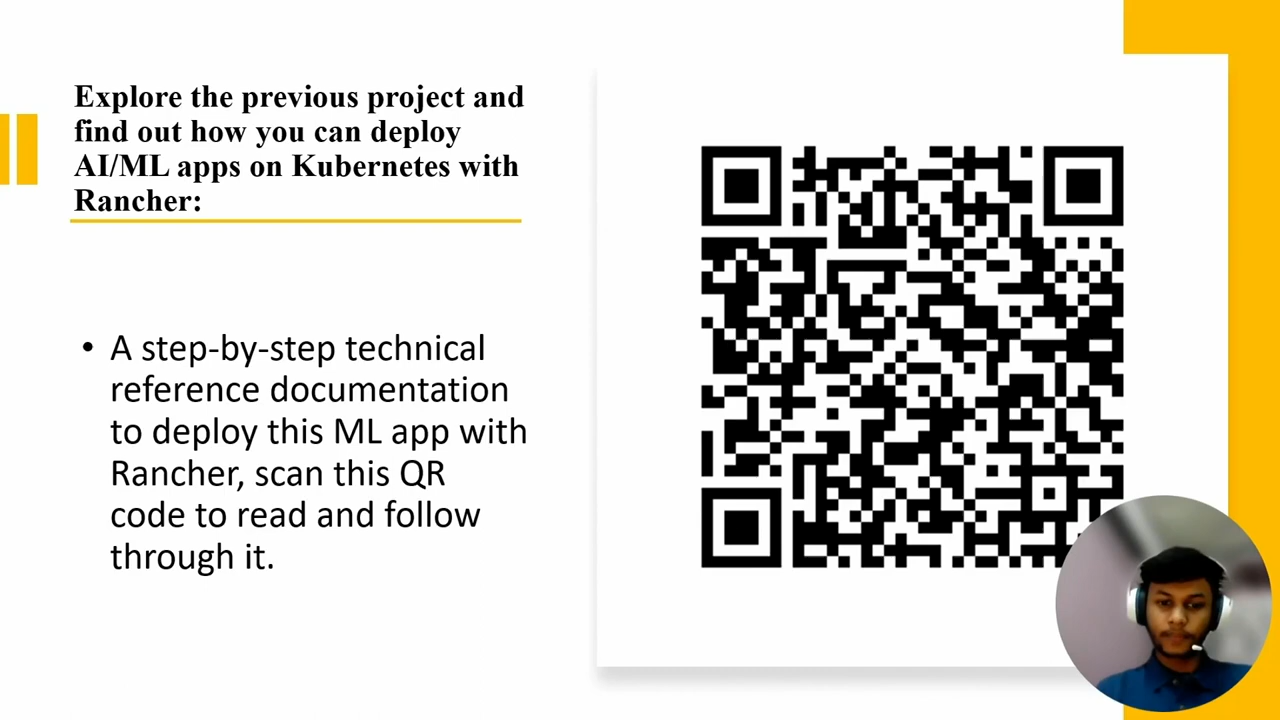 Explore the previous project and
find out how you can deploy
AI/ML apps on Kubernetes with
Rancher:
• A step-by-step technical
reference documentation
to deploy this ML app with
Rancher, scan this QR
code to read and follow
through it.